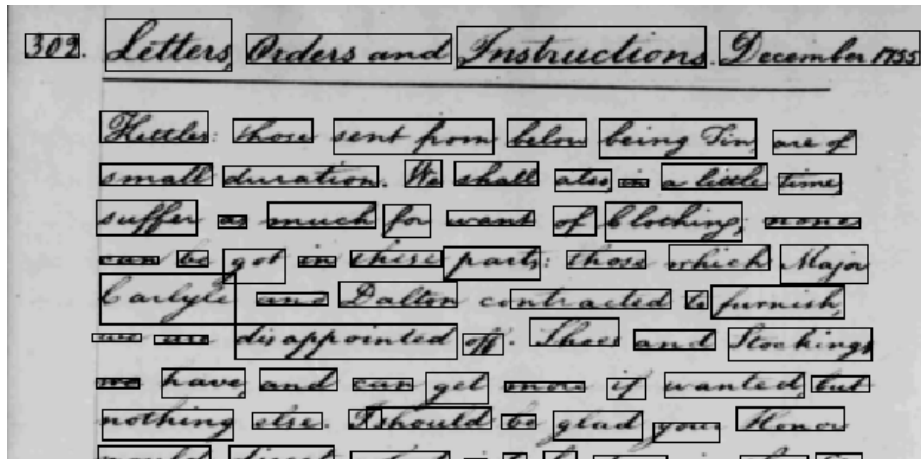 302. Letters, Orders and Instructions. December 1755
Kettles: those sent from below being Tin, are of
small duration. We shall also, in a little time,
suffer as much for want of Clothing; none
can be got in these parts: those which Major
Carlyle and Dalton contracted to furnish,
we are disappointed off. Shoes and Stockings
we have, and can get more if wanted, but
nothing else. I should be glad your Honor
would direct